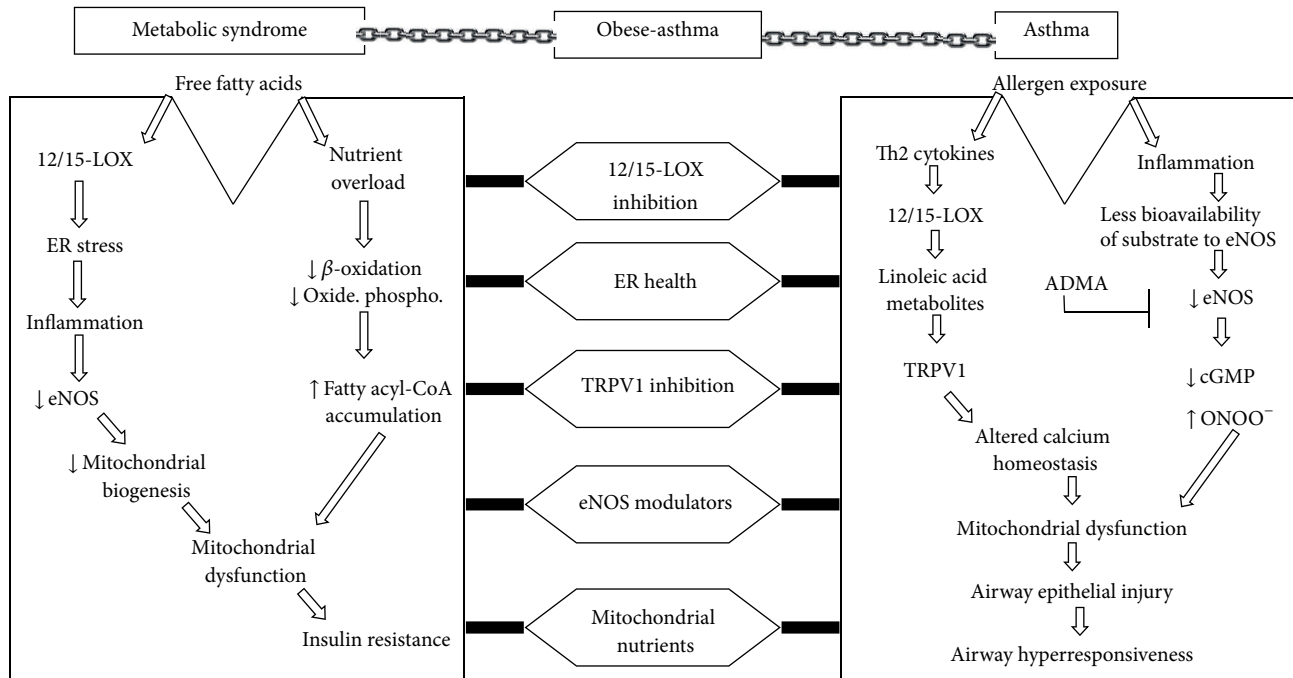 Metabolic syndrome
Obese-asthma
Asthma
Free fatty acids
12/15-LOX
ER stress
Inflammation
↓ eNOS
↓ Mitochondrial
biogenesis
Nutrient
overload
↓ β-oxidation
↓ Oxide. phospho.
↑ Fatty acyl-CoA
accumulation
Mitochondrial
dysfunction
Insulin resistance
12/15-LOX
inhibition
ER health
TRPV1 inhibition
eNOS modulators
Mitochondrial
nutrients
Allergen exposure
Th2 cytokines
12/15-LOX
Linoleic acid
metabolites
TRPV1
Altered calcium
homeostasis
Inflammation
Less bioavailability
of substrate to eNOS
ADMA
↓ eNOS
↓ cGMP
↑ ONOO⁻
Mitochondrial dysfunction
Airway epithelial injury
Airway hyperresponsiveness